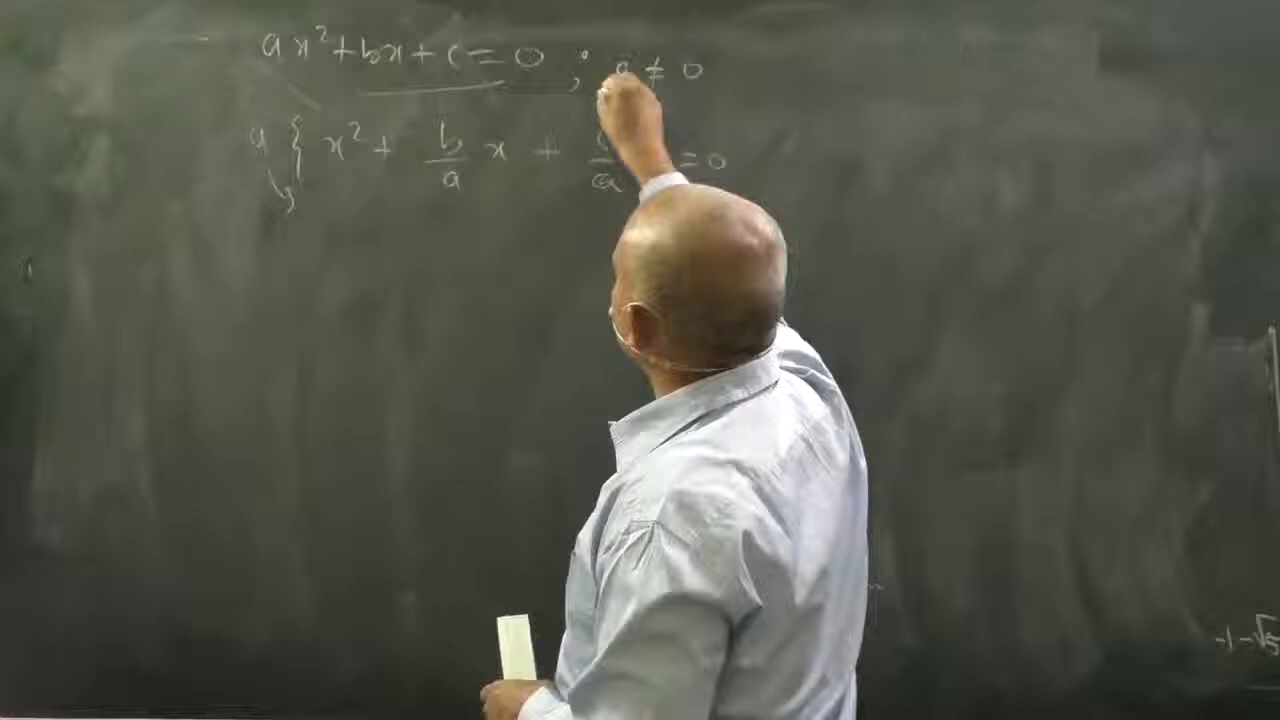 ax²+bx+c=0 ; a ≠ 0
a { x² + b/a x + c/a =0
-1-√5